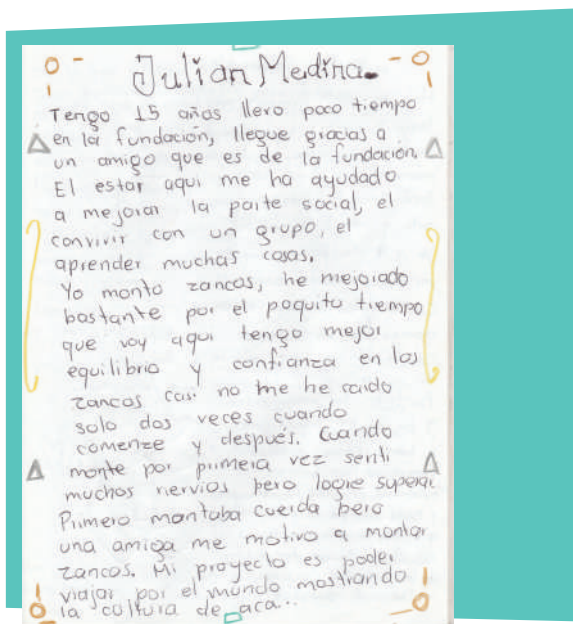 Julian Medina.
Tengo 15 años llevo poco tiempo
en la fundación, llegue gracias a
un amigo que es de la fundación.
El estar aqui me ha ayudado
a mejorar la parte social, el
convivir con un grupo, el
aprender muchas cosas.
Yo monto zancos, he mejorado
bastante por el poquito tiempo
que voy aqui tengo mejor
equilibrio y confianza en los
zancos casi no me he caido
solo dos veces cuando
comenze y después. Cuando
monte por primera vez senti
muchos nervios pero logre superar
Primero montaba cuerda pero
una amiga me motivo a montar
zancos. Mi proyecto es poder
viajar por el mundo mostrando
la cultura de aca..